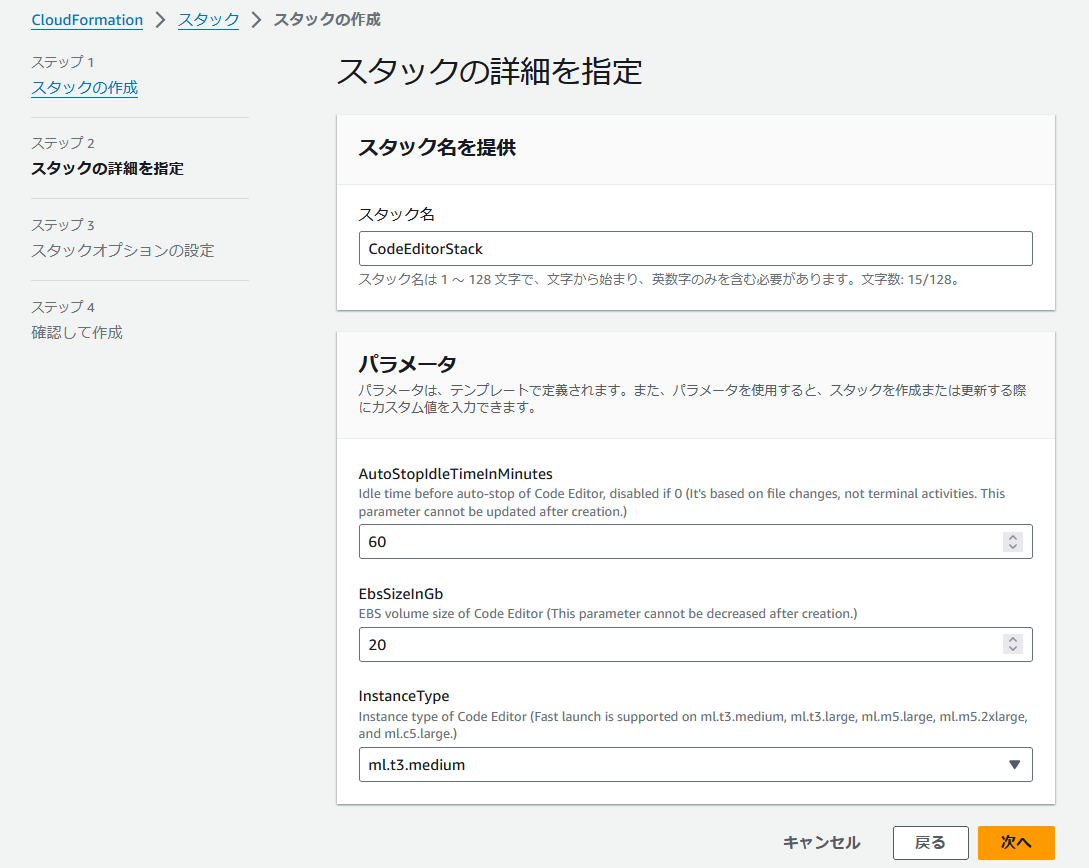 CloudFormation > スタック > スタックの作成
ステップ 1
スタックの作成
ステップ 2
スタックの詳細を指定
ステップ 3
スタックオプションの設定
ステップ 4
確認して作成
スタックの詳細を指定
スタック名を提供
スタック名
CodeEditorStack
スタック名は 1 ～ 128 文字で、文字から始まり、英数字のみを含む必要があります。文字数: 15/128。
パラメータ
パラメータは、テンプレートで定義されます。また、パラメータを使用すると、スタックを作成または更新する際
にカスタム値を入力できます。
AutoStopIdleTimeInMinutes
Idle time before auto-stop of Code Editor, disabled if 0 (It's based on file changes, not terminal activities. This
parameter cannot be updated after creation.)
60
EbsSizeInGb
EBS volume size of Code Editor (This parameter cannot be decreased after creation.)
20
InstanceType
Instance type of Code Editor (Fast launch is supported on ml.t3.medium, ml.t3.large, ml.m5.large, ml.m5.2xlarge,
and ml.c5.large.)
ml.t3.medium
キャンセル 戻る 次へ